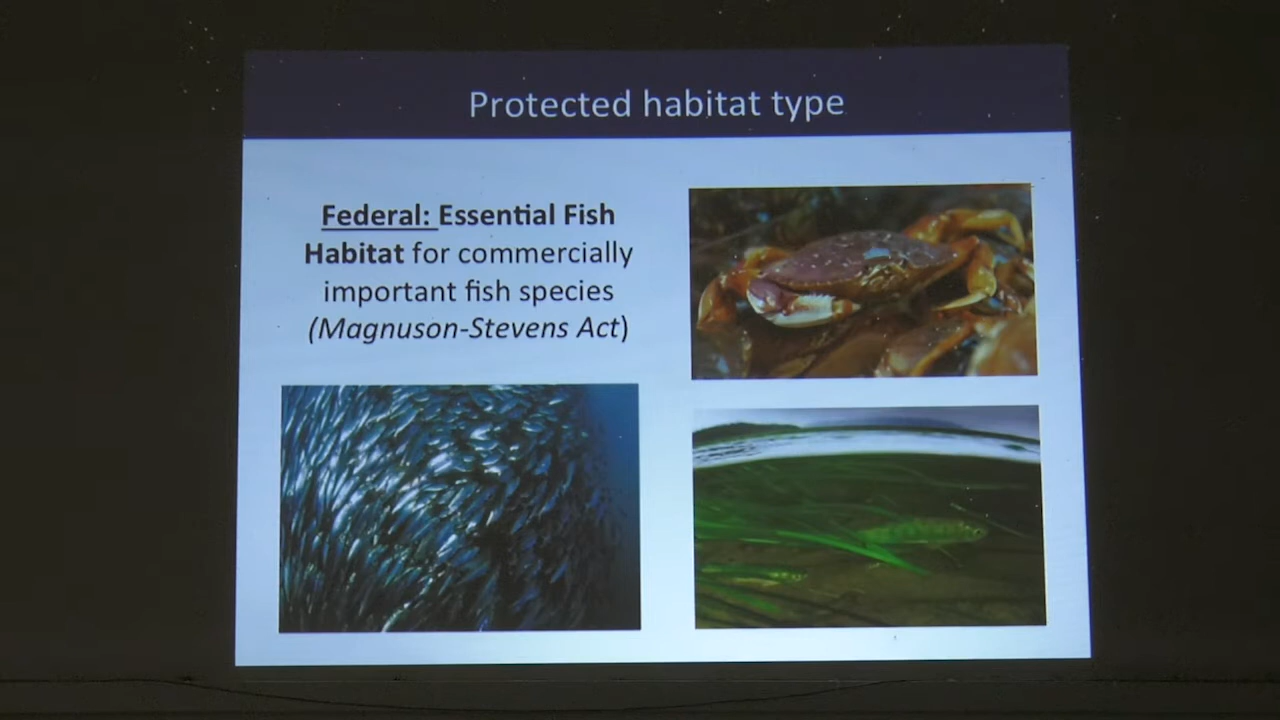 Protected habitat type
Federal: Essential Fish
Habitat for commercially
important fish species
(Magnuson-Stevens Act)